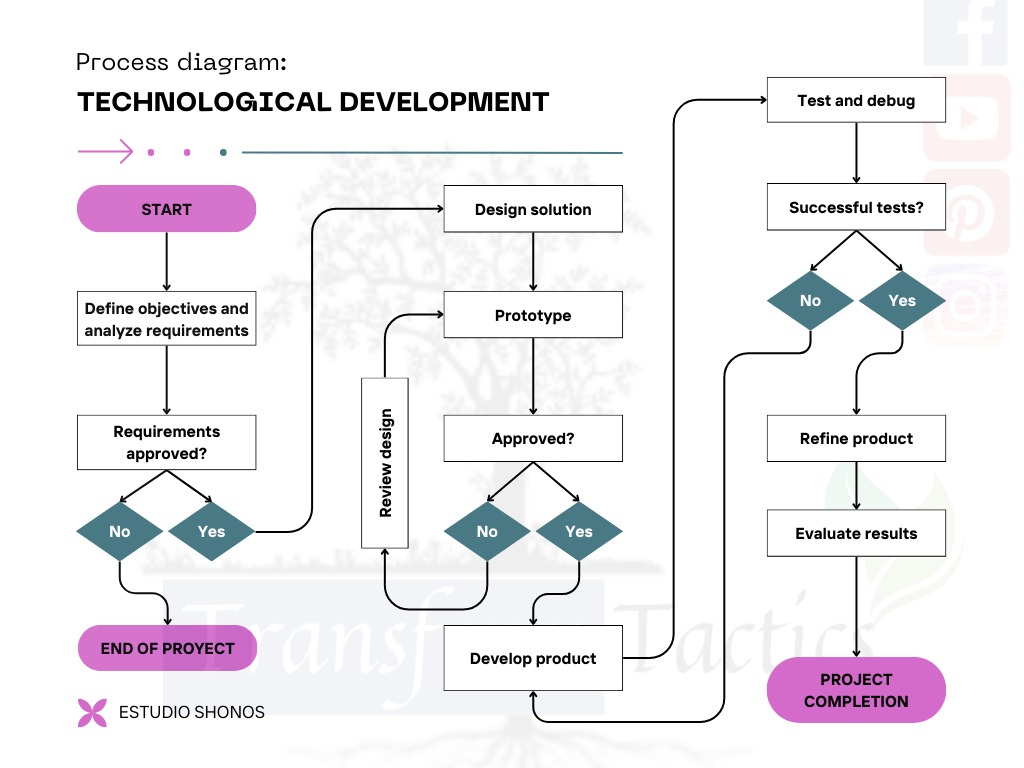 Process diagram:
TECHNOLOGICAL DEVELOPMENT
START
Define objectives and
analyze requirements
Requirements
approved?
No
Yes
END OF PROYECT
Design solution
Prototype
Review design
Approved?
No
Yes
Develop product
Test and debug
Successful tests?
No
Yes
Refine product
Evaluate results
PROJECT
COMPLETION
ESTUDIO SHONOS
Transf Tactics